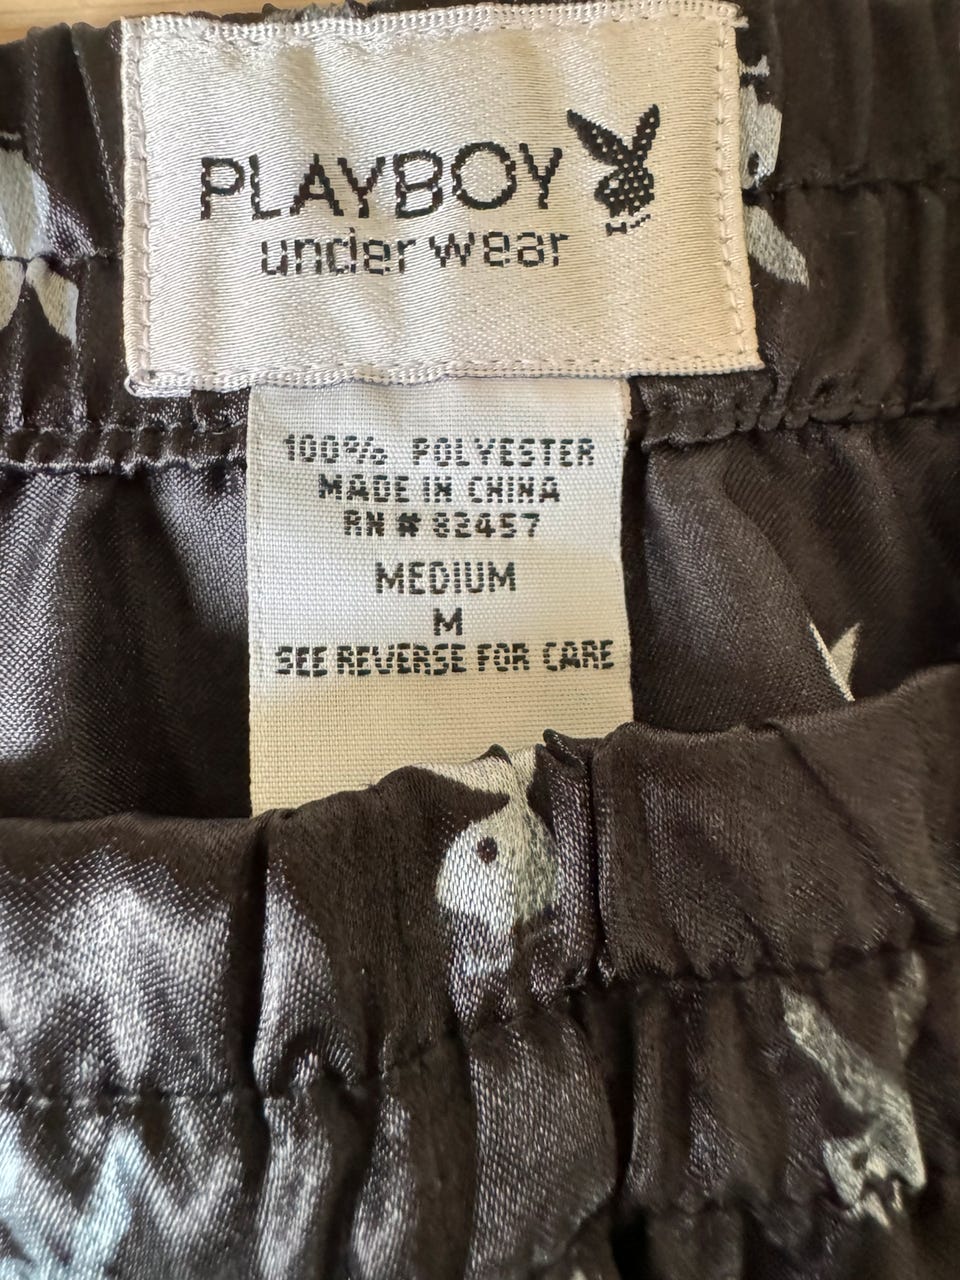 PLAYBOY
under wear
100% POLYESTER
MADE IN CHINA
RN # 82457
MEDIUM
M
SEE REVERSE FOR CARE